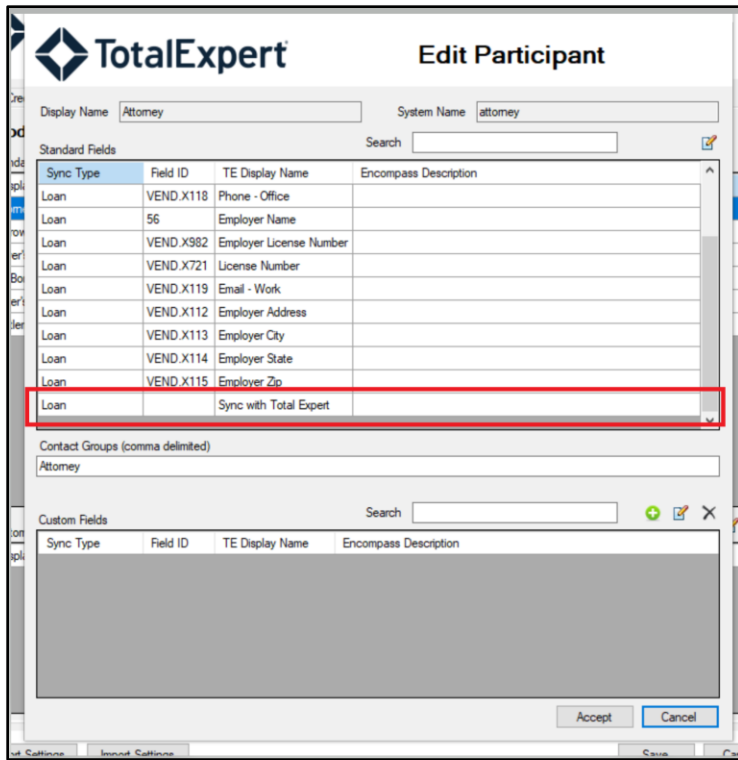 TotalExpert
Edit Participant
Display Name Attorney System Name attorney
Standard Fields Search
Sync Type Field ID TE Display Name Encompass Description
Loan VEND.X118 Phone - Office
Loan 56 Employer Name
Loan VEND.X982 Employer License Number
Loan VEND.X721 License Number
Loan VEND.X119 Email - Work
Loan VEND.X112 Employer Address
Loan VEND.X113 Employer City
Loan VEND.X114 Employer State
Loan VEND.X115 Employer Zip
Loan Sync with Total Expert
Contact Groups (comma delimited)
Attorney
Custom Fields Search
Sync Type Field ID TE Display Name Encompass Description
Accept Cancel
Settings Import Settings Save